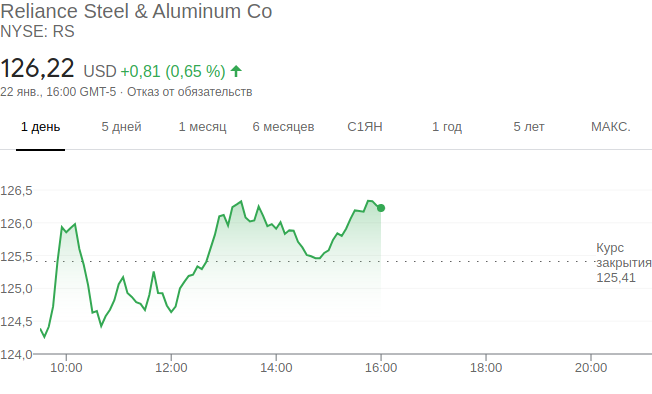 Reliance Steel & Aluminum Co
NYSE: RS
126,22 USD +0,81 (0,65 %)
22 янв., 16:00 GMT-5 · Отказ от обязательств
1 день 5 дней 1 месяц 6 месяцев С1ЯН 1 год 5 лет МАКС.
126,5
126,0
125,5
125,0
124,5
124,0
Курс
закрытия
125,41
10:00 12:00 14:00 16:00 18:00 20:00